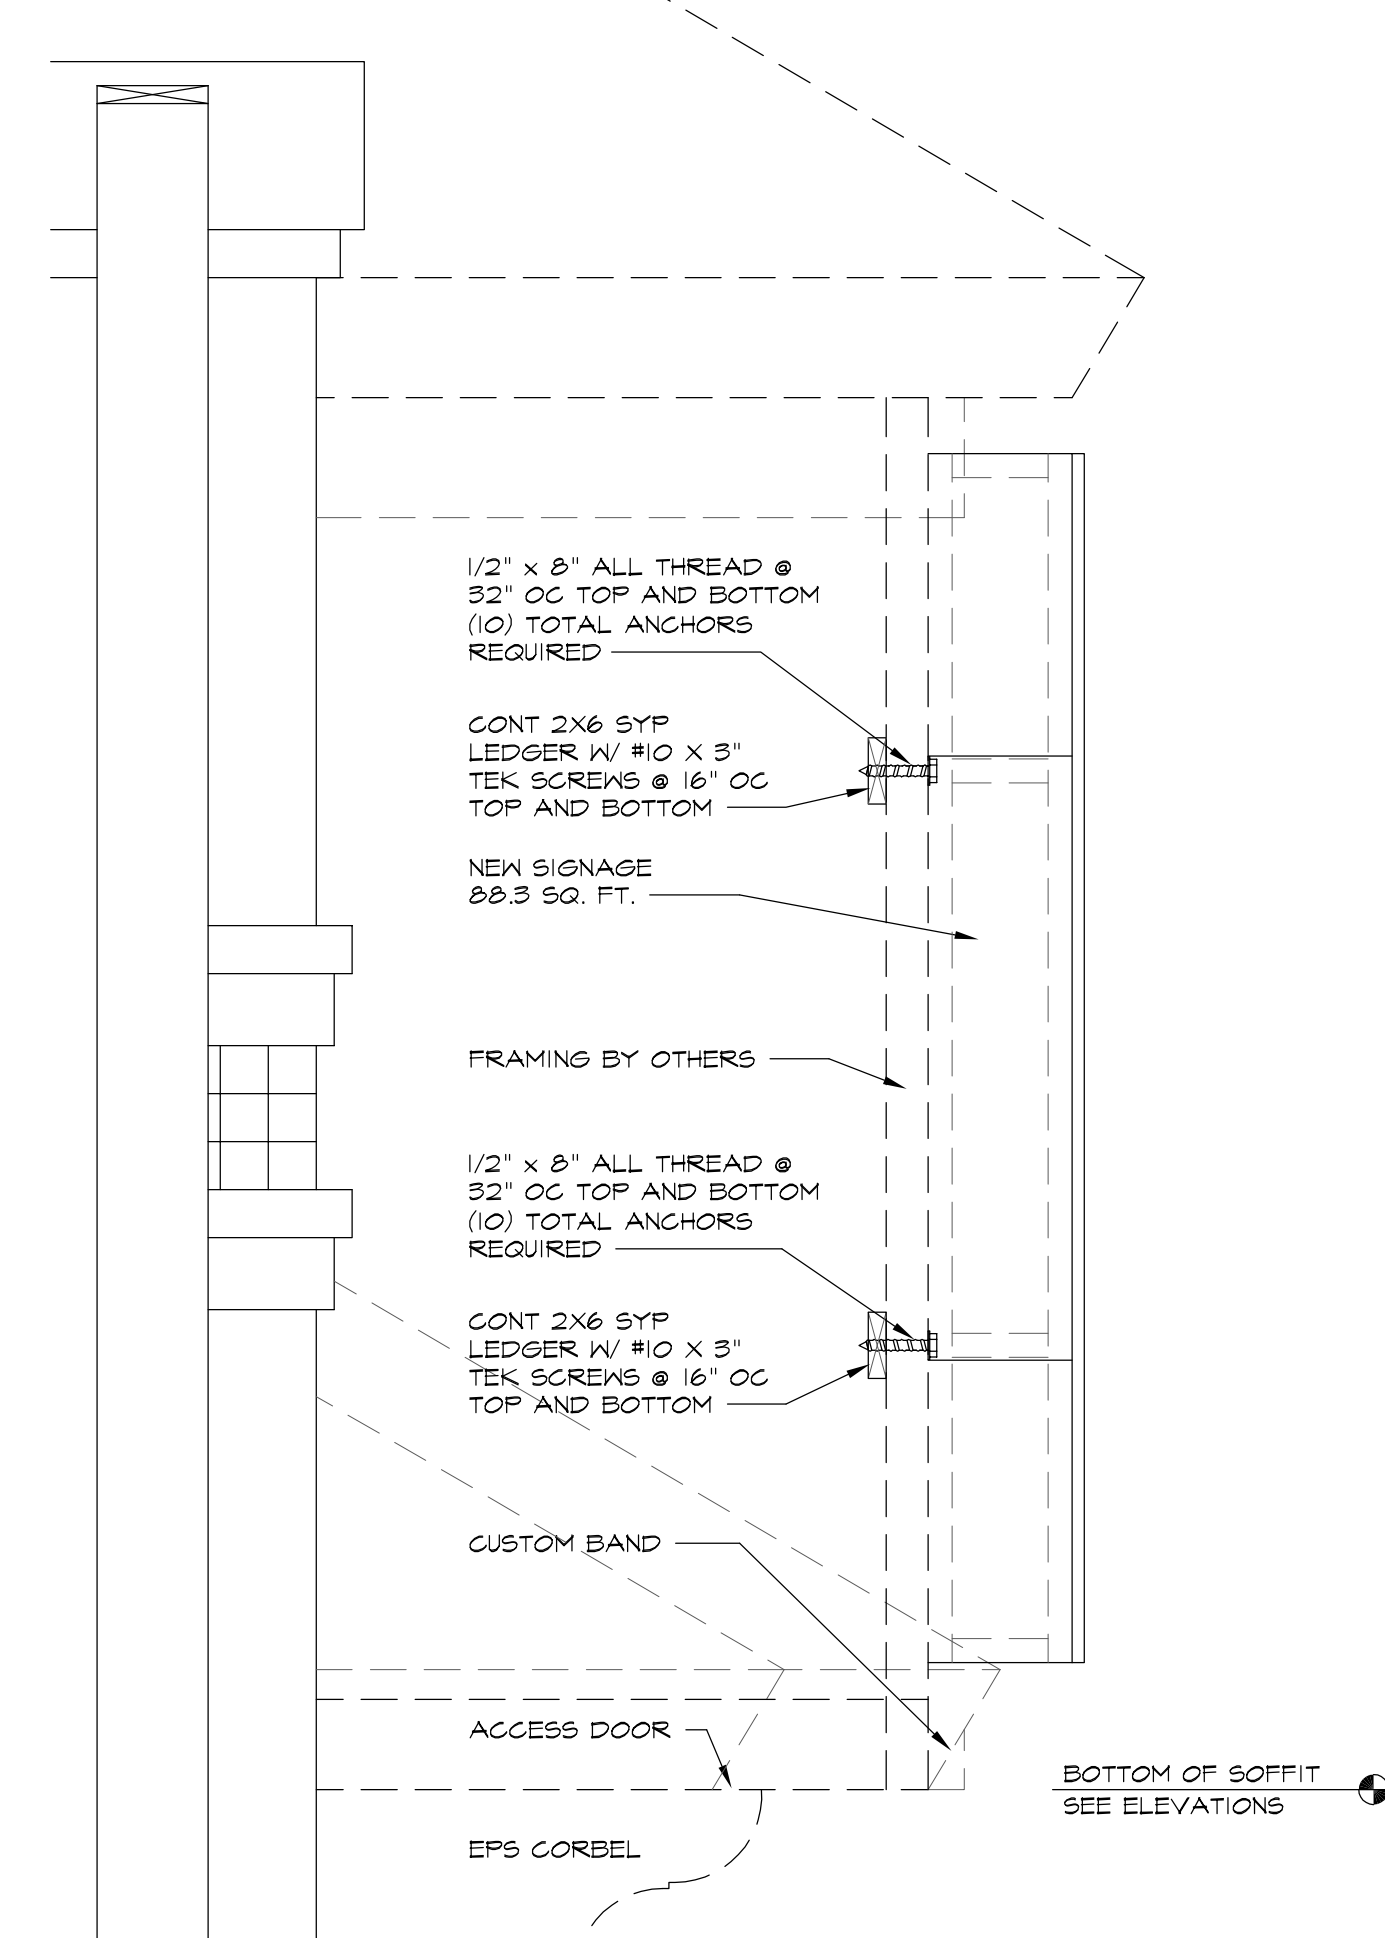 1/2" x 8" ALL THREAD @
32" OC TOP AND BOTTOM
(10) TOTAL ANCHORS
REQUIRED
CONT 2X6 SYP
LEDGER W/ #10 X 3"
TEK SCREWS @ 16" OC
TOP AND BOTTOM
NEW SIGNAGE
88.3 SQ. FT.
FRAMING BY OTHERS
1/2" x 8" ALL THREAD @
32" OC TOP AND BOTTOM
(10) TOTAL ANCHORS
REQUIRED
CONT 2X6 SYP
LEDGER W/ #10 X 3"
TEK SCREWS @ 16" OC
TOP AND BOTTOM
CUSTOM BAND
ACCESS DOOR
BOTTOM OF SOFFIT
SEE ELEVATIONS
EPS CORBEL